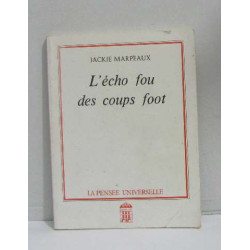 JACKIE MARPEAUX
L'écho fou
des coups foot
LA PENSÉE UNIVERSELLE